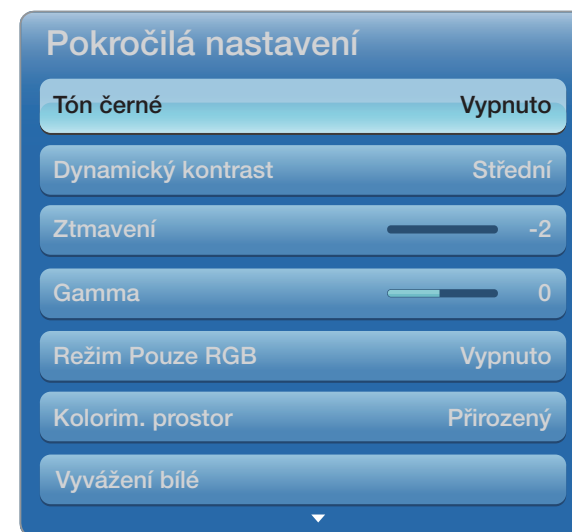 Pokročilá nastavení
Tón černé Vypnuto
Dynamický kontrast Střední
Ztmavení -2
Gamma 0
Režim Pouze RGB Vypnuto
Kolorim. prostor Přirozený
Vyvážení bílé